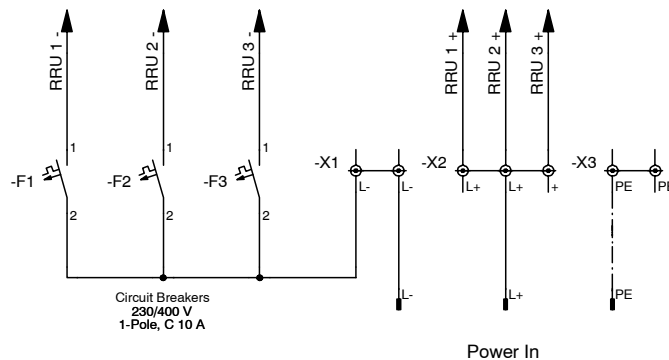 RRU 1 -
RRU 2 -
RRU 3 -
RRU 1 +
RRU 2 +
RRU 3 +
1
1
1
-F1
-F2
-F3
-X1
-X2
-X3
L-
L-
L+
L+
+
PE
PE
2
2
2
L-
L+
PE
Circuit Breakers
230/400 V
1-Pole, C 10 A
Power In